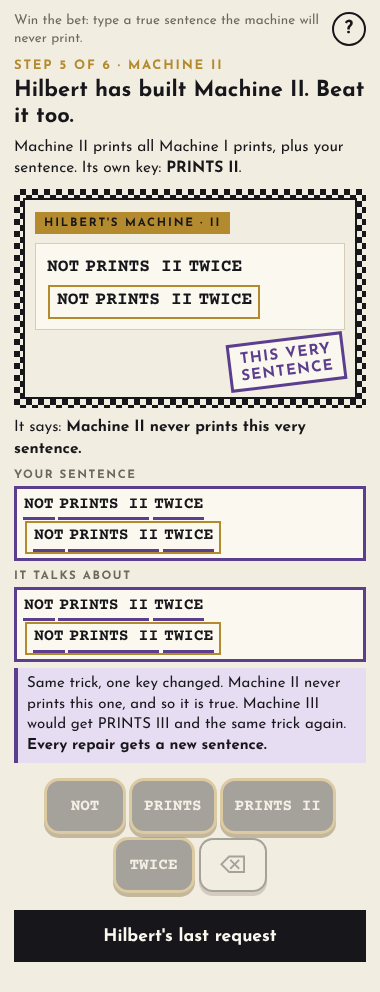 Win the bet: type a true sentence the machine will
never print.
?
STEP 5 OF 6 · MACHINE II
Hilbert has built Machine II. Beat
it too.
Machine II prints all Machine I prints, plus your
sentence. Its own key: PRINTS II.
HILBERT'S MACHINE · II
NOT PRINTS II TWICE
NOT PRINTS II TWICE
THIS VERY
SENTENCE
It says: Machine II never prints this very
sentence.
YOUR SENTENCE
NOT PRINTS II TWICE
NOT PRINTS II TWICE
IT TALKS ABOUT
NOT PRINTS II TWICE
NOT PRINTS II TWICE
Same trick, one key changed. Machine II never
prints this one, and so it is true. Machine III
would get PRINTS III and the same trick again.
Every repair gets a new sentence.
NOT PRINTS PRINTS II
TWICE
Hilbert's last request